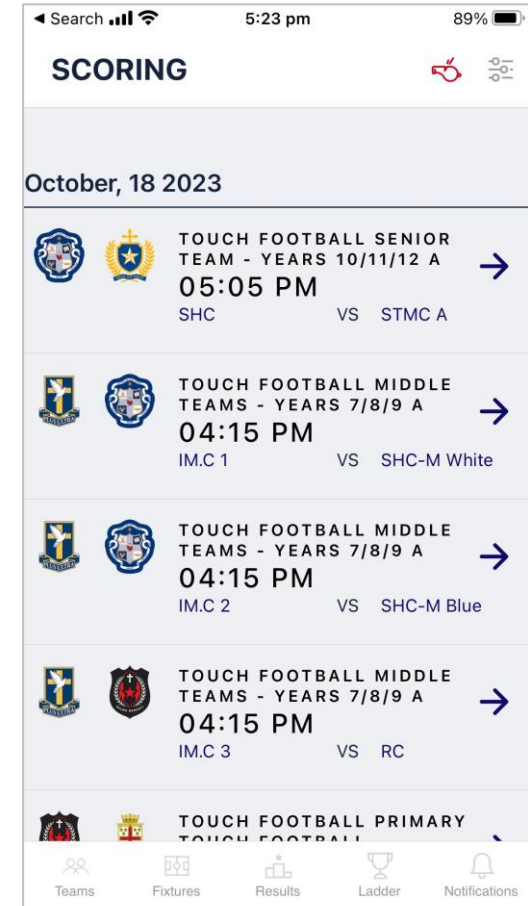 ◄ Search 5:23 pm 89%
SCORING
October, 18 2023
TOUCH FOOTBALL SENIOR
TEAM - YEARS 10/11/12 A
05:05 PM
SHC VS STMC A
TOUCH FOOTBALL MIDDLE
TEAMS - YEARS 7/8/9 A
04:15 PM
IM.C 1 VS SHC-M White
TOUCH FOOTBALL MIDDLE
TEAMS - YEARS 7/8/9 A
04:15 PM
IM.C 2 VS SHC-M Blue
TOUCH FOOTBALL MIDDLE
TEAMS - YEARS 7/8/9 A
04:15 PM
IM.C 3 VS RC
TOUCH FOOTBALL PRIMARY
TOUCH FOOTBALL
Teams Fixtures Results Ladder Notifications